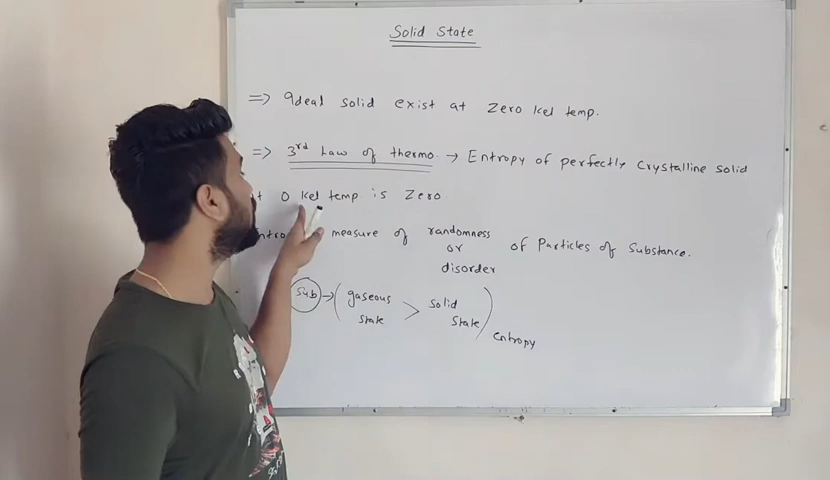 Solid State
=> Ideal solid exist at Zero kel temp.
=> 3rd Law of thermo. → Entropy of perfectly crystalline solid
0 kel temp is Zero
measure of randomness or disorder of Particles of Substance.
Sub → (gaseous state > Solid State) entropy